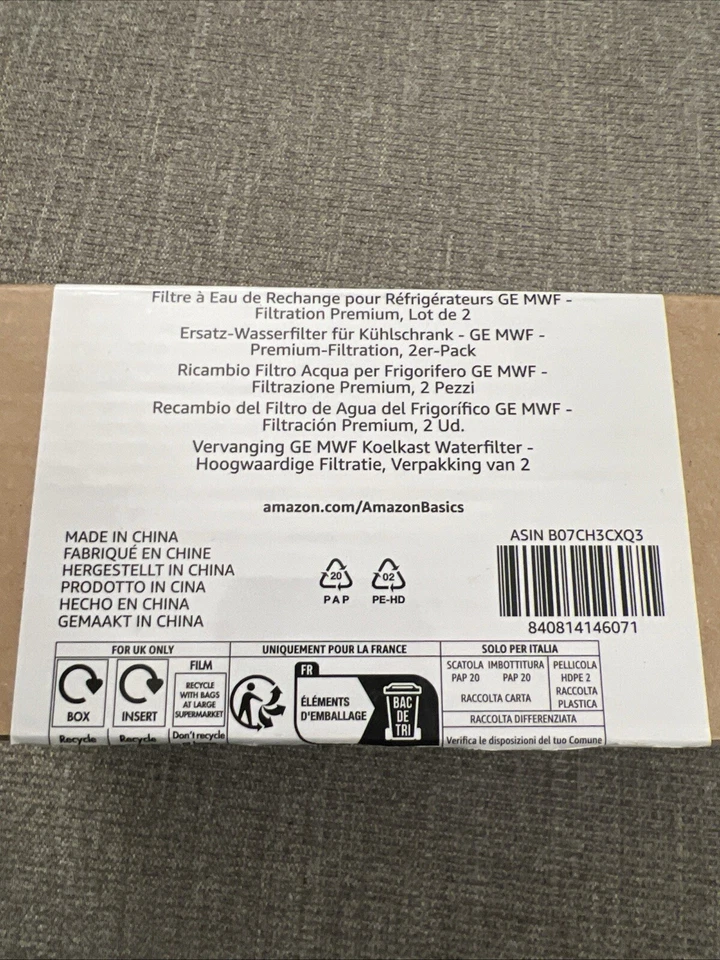 Filtre à Eau de Rechange pour Réfrigérateurs GE MWF -
Filtration Premium, Lot de 2
Ersatz-Wasserfilter für Kühlschrank - GE MWF -
Premium-Filtration, 2er-Pack
Ricambio Filtro Acqua per Frigorifero GE MWF -
Filtrazione Premium, 2 Pezzi
Recambio del Filtro de Agua del Frigorífico GE MWF -
Filtración Premium, 2 Ud.
Vervanging GE MWF Koelkast Waterfilter -
Hoogwaardige Filtratie, Verpakking van 2
amazon.com/AmazonBasics
MADE IN CHINA
FABRIQUÉ EN CHINE
HERGESTELLT IN CHINA
PRODOTTO IN CINA
HECHO EN CHINA
GEMAAKT IN CHINA
20
PAP
02
PE-HD
ASIN B07CH3CXQ3
840814146071
FOR UK ONLY
BOX
Recycle
INSERT
Recycle
FILM
RECYCLE
WITH BAGS
AT LARGE
SUPERMARKET
Don't recycle
UNIQUEMENT POUR LA FRANCE
FR
ÉLÉMENTS
D'EMBALLAGE
BAC
DE
TRI
SOLO PER ITALIA
SCATOLA IMBOTTITURA
PAP 20 PAP 20
RACCOLTA CARTA
PELLICOLA
HDPE 2
RACCOLTA
PLASTICA
RACCOLTA DIFFERENZIATA
Verifica le disposizioni del tuo Comune